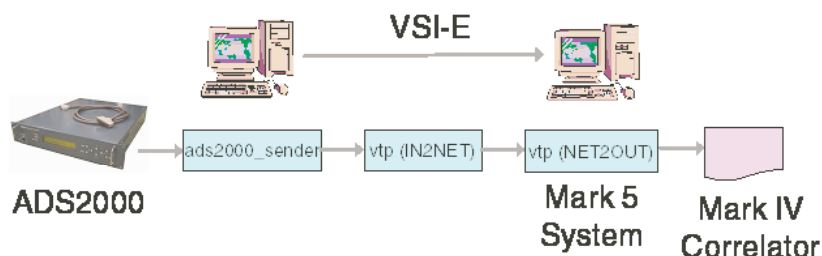 VSI-E
ads2000_sender
vtp (IN2NET)
vtp (NET2OUT)
ADS2000
Mark 5
System
Mark IV
Correlator